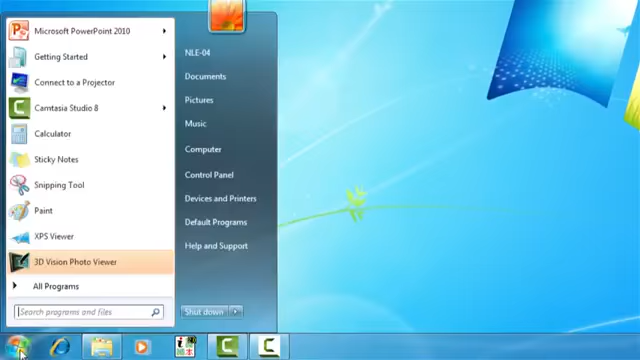 Microsoft PowerPoint 2010
Getting Started
Connect to a Projector
Camtasia Studio 8
Calculator
Sticky Notes
Snipping Tool
Paint
XPS Viewer
3D Vision Photo Viewer
All Programs
Search programs and files
NLE-04
Documents
Pictures
Music
Computer
Control Panel
Devices and Printers
Default Programs
Help and Support
Shut down